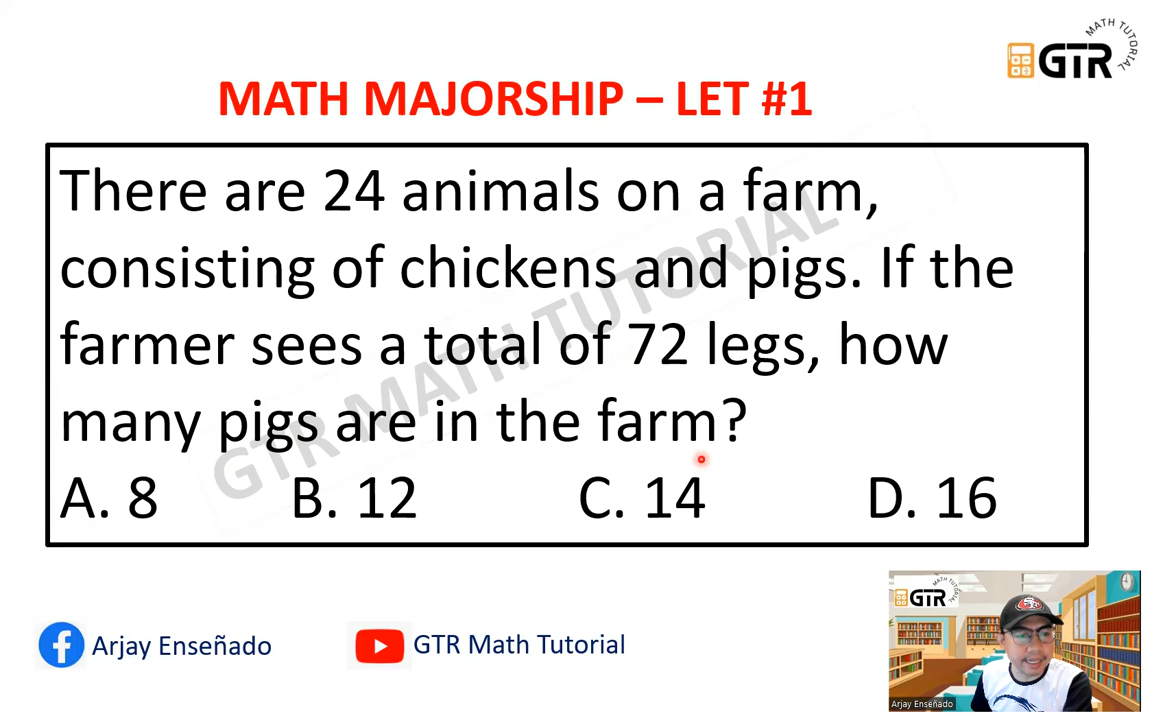 MATH TUTORIAL
GTR
MATH MAJORSHIP – LET #1
There are 24 animals on a farm,
consisting of chickens and pigs. If the
farmer sees a total of 72 legs, how
many pigs are in the farm?
A. 8 B. 12 C. 14 D. 16
GTR MATH TUTORIAL
Arjay Enseñado
GTR Math Tutorial
MATH TUTORIAL
GTR
Arjay Enseñado